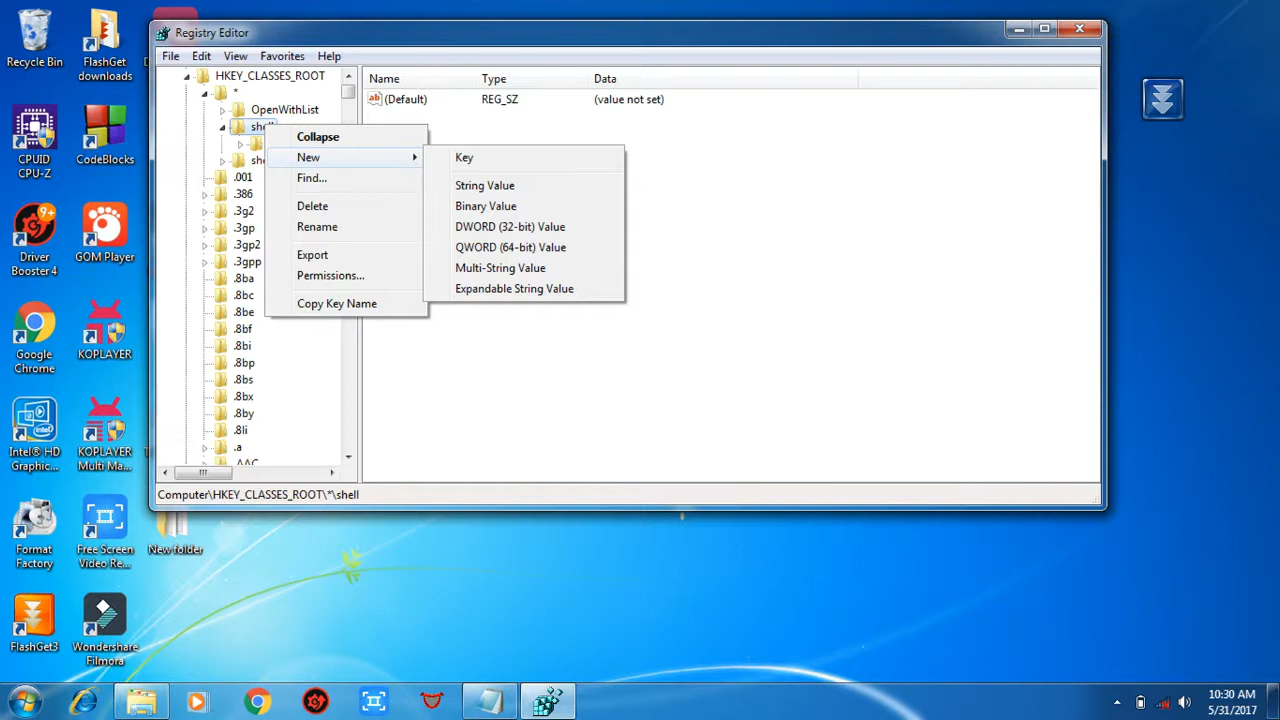 Registry Editor
File Edit View Favorites Help
HKEY_CLASSES_ROOT
*
OpenWithList
.001
.386
.3g2
.3gp
.3gp2
.3gpp
.8ba
.8bc
.8be
.8bf
.8bi
.8bp
.8bs
.8bx
.8by
.8li
.a
Name Type Data
(Default) REG_SZ (value not set)
Collapse
New
Find...
Delete
Rename
Export
Permissions...
Copy Key Name
Key
String Value
Binary Value
DWORD (32-bit) Value
QWORD (64-bit) Value
Multi-String Value
Expandable String Value
Computer\HKEY_CLASSES_ROOT\*\shell
Recycle Bin
FlashGet
downloads
CPUID
CPU-Z
CodeBlocks
9+
Driver
Booster 4
GOM Player
Google
Chrome
KOPLAYER
Intel® HD
Graphic...
KOPLAYER
Multi Ma...
Format
Factory
Free Screen
Video Re...
New folder
FlashGet3
Wondershare
Filmora
10:30 AM
5/31/2017